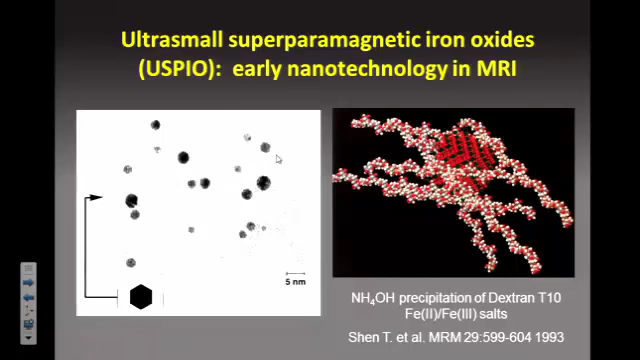 Ultrasmall superparamagnetic iron oxides
(USPIO): early nanotechnology in MRI
5 nm
NH₄OH precipitation of Dextran T10
Fe(II)/Fe(III) salts
Shen T. et al. MRM 29:599-604 1993